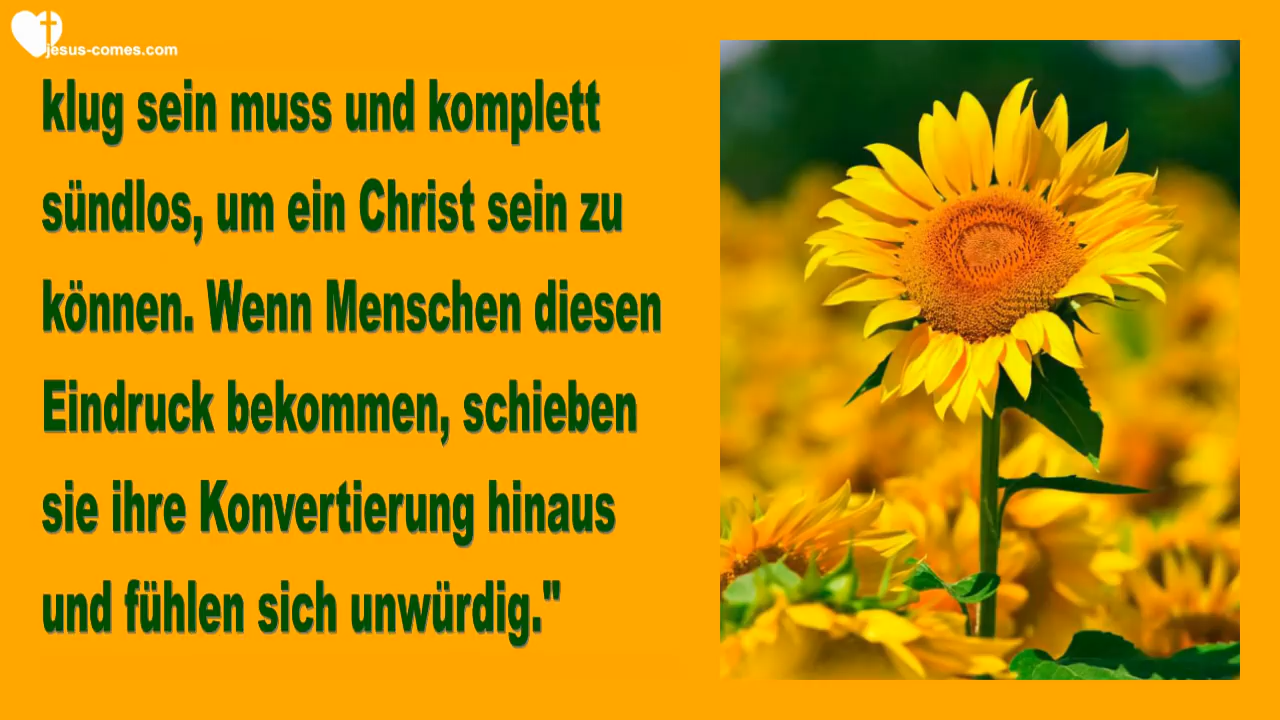 jesus-comes.com
klug sein muss und komplett
sündlos, um ein Christ sein zu
können. Wenn Menschen diesen
Eindruck bekommen, schieben
sie ihre Konvertierung hinaus
und fühlen sich unwürdig."